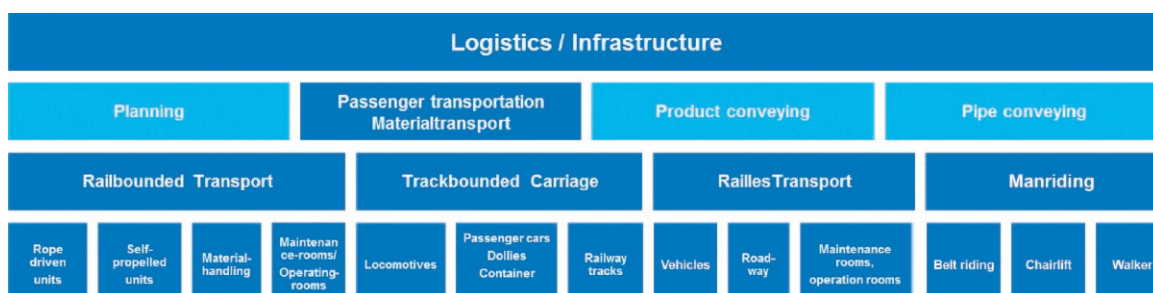 Logistics / Infrastructure
Planning
Passenger transportation
Materialtransport
Product conveying
Pipe conveying
Railbounded Transport
Trackbounded Carriage
RaillesTransport
Manriding
Rope
driven
units
Self-
propelled
units
Material-
handling
Maintenan
ce-rooms/
Operating-
rooms
Locomotives
Passenger cars
Dollies
Container
Railway
tracks
Vehicles
Road-
way
Maintenance
rooms,
operation rooms
Belt riding
Chairlift
Walker